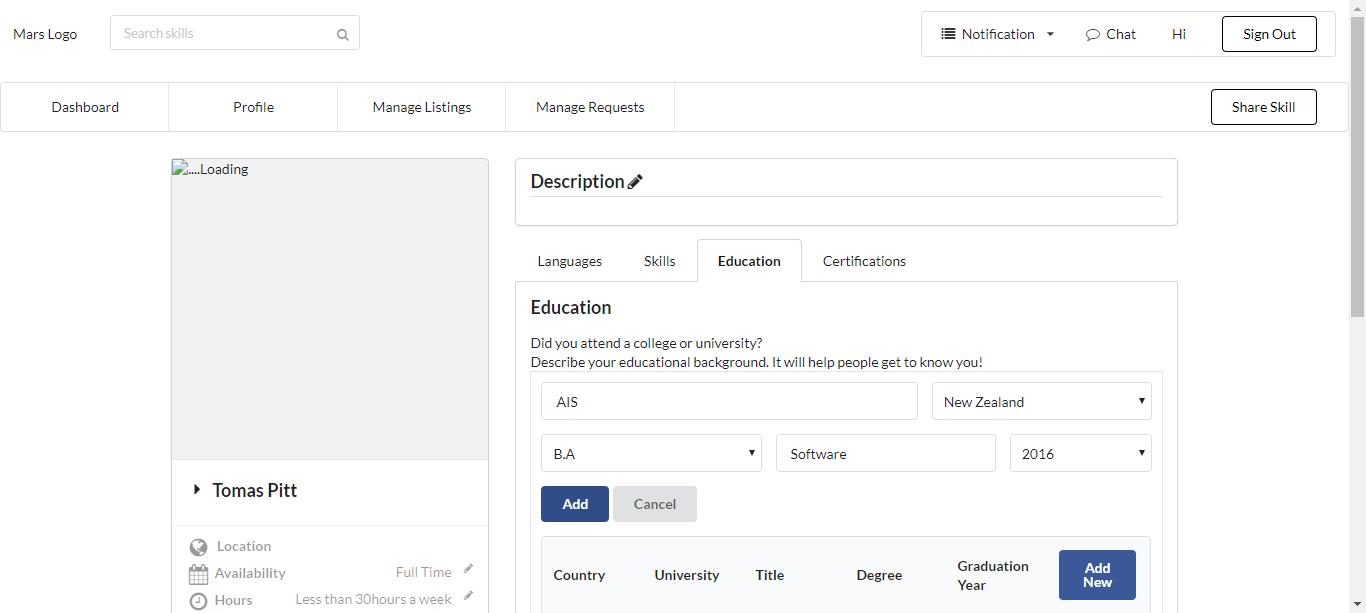 Mars Logo
Search skills
Notification
Chat
Hi
Sign Out
Dashboard
Profile
Manage Listings
Manage Requests
Share Skill
....Loading
Tomas Pitt
Location
Availability
Full Time
Hours
Less than 30hours a week
Description
Languages
Skills
Education
Certifications
Education
Did you attend a college or university?
Describe your educational background. It will help people get to know you!
AIS
New Zealand
B.A
Software
2016
Add
Cancel
Country
University
Title
Degree
Graduation
Year
Add
New